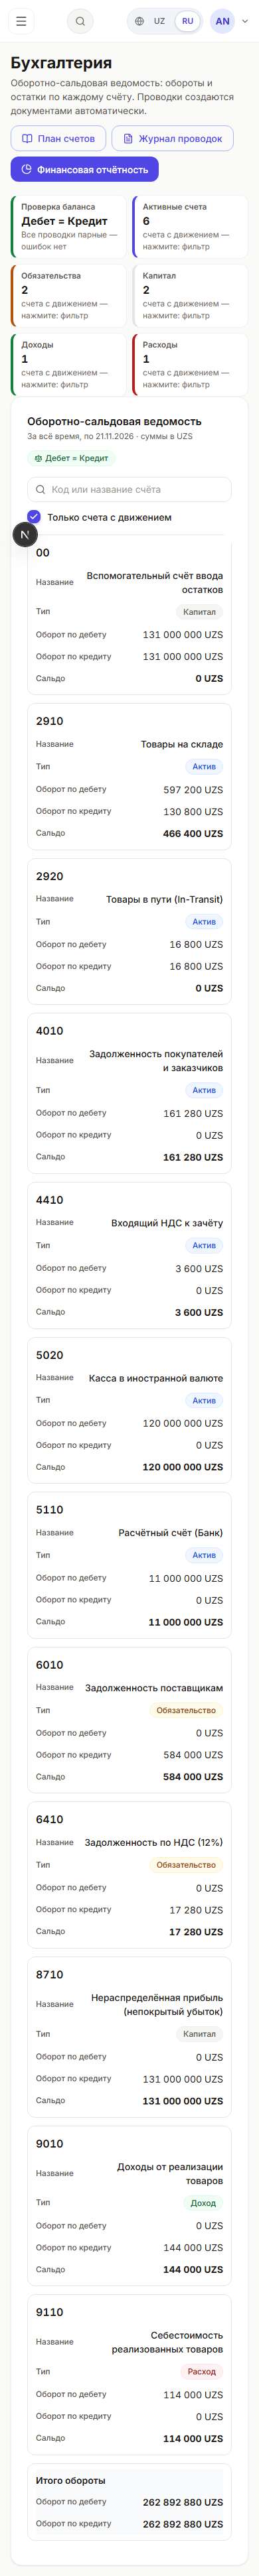 UZ
RU
AN
Бухгалтерия
Оборотно-сальдовая ведомость: обороты и
остатки по каждому счёту. Проводки создаются
документами автоматически.
План счетов
Журнал проводок
Финансовая отчётность
Проверка баланса
Дебет = Кредит
Все проводки парные —
ошибок нет
Активные счета
6
счета с движением —
нажмите: фильтр
Обязательства
2
счета с движением —
нажмите: фильтр
Капитал
2
счета с движением —
нажмите: фильтр
Доходы
1
счета с движением —
нажмите: фильтр
Расходы
1
счета с движением —
нажмите: фильтр
Оборотно-сальдовая ведомость
За всё время, по 21.11.2026 · суммы в UZS
Дебет = Кредит
Код или название счёта
Только счета с движением
N
00
Название Вспомогательный счёт ввода
остатков
Тип Капитал
Оборот по дебету 131 000 000 UZS
Оборот по кредиту 131 000 000 UZS
Сальдо 0 UZS
2910
Название Товары на складе
Тип Актив
Оборот по дебету 597 200 UZS
Оборот по кредиту 130 800 UZS
Сальдо 466 400 UZS
2920
Название Товары в пути (In-Transit)
Тип Актив
Оборот по дебету 16 800 UZS
Оборот по кредиту 16 800 UZS
Сальдо 0 UZS
4010
Название Задолженность покупателей
и заказчиков
Тип Актив
Оборот по дебету 161 280 UZS
Оборот по кредиту 0 UZS
Сальдо 161 280 UZS
4410
Название Входящий НДС к зачёту
Тип Актив
Оборот по дебету 3 600 UZS
Оборот по кредиту 0 UZS
Сальдо 3 600 UZS
5020
Название Касса в иностранной валюте
Тип Актив
Оборот по дебету 120 000 000 UZS
Оборот по кредиту 0 UZS
Сальдо 120 000 000 UZS
5110
Название Расчётный счёт (Банк)
Тип Актив
Оборот по дебету 11 000 000 UZS
Оборот по кредиту 0 UZS
Сальдо 11 000 000 UZS
6010
Название Задолженность поставщикам
Тип Обязательство
Оборот по дебету 0 UZS
Оборот по кредиту 584 000 UZS
Сальдо 584 000 UZS
6410
Название Задолженность по НДС (12%)
Тип Обязательство
Оборот по дебету 0 UZS
Оборот по кредиту 17 280 UZS
Сальдо 17 280 UZS
8710
Название Нераспределённая прибыль
(непокрытый убыток)
Тип Капитал
Оборот по дебету 0 UZS
Оборот по кредиту 131 000 000 UZS
Сальдо 131 000 000 UZS
9010
Название Доходы от реализации
товаров
Тип Доход
Оборот по дебету 0 UZS
Оборот по кредиту 144 000 UZS
Сальдо 144 000 UZS
9110
Название Себестоимость
реализованных товаров
Тип Расход
Оборот по дебету 114 000 UZS
Оборот по кредиту 0 UZS
Сальдо 114 000 UZS
Итого обороты
Оборот по дебету 262 892 880 UZS
Оборот по кредиту 262 892 880 UZS